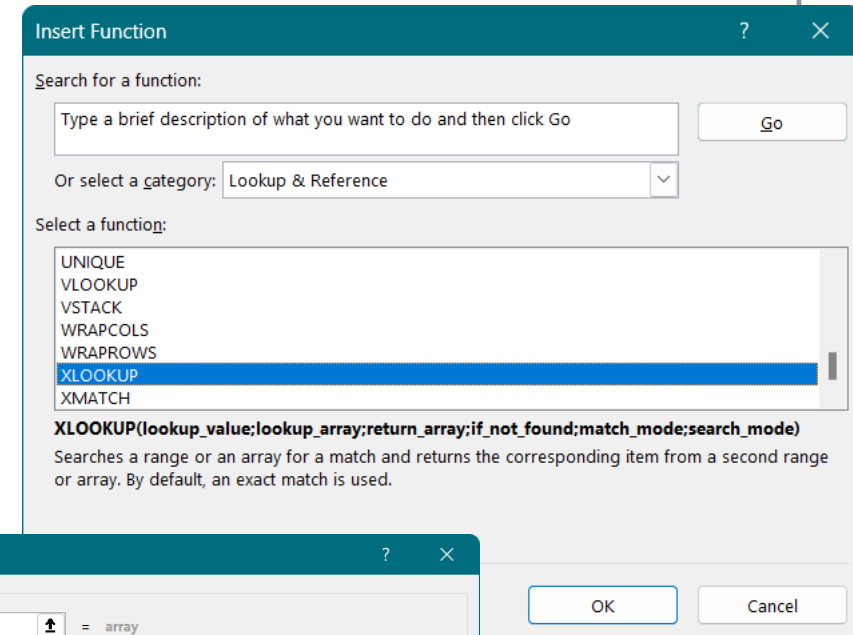 Insert Function
?
Search for a function:
Type a brief description of what you want to do and then click Go
Go
Or select a category: Lookup & Reference
Select a function:
UNIQUE
VLOOKUP
VSTACK
WRAPCOLS
WRAPROWS
XLOOKUP
XMATCH
XLOOKUP(lookup_value;lookup_array;return_array;if_not_found;match_mode;search_mode)
Searches a range or an array for a match and returns the corresponding item from a second range
or array. By default, an exact match is used.
?
OK
Cancel
= array